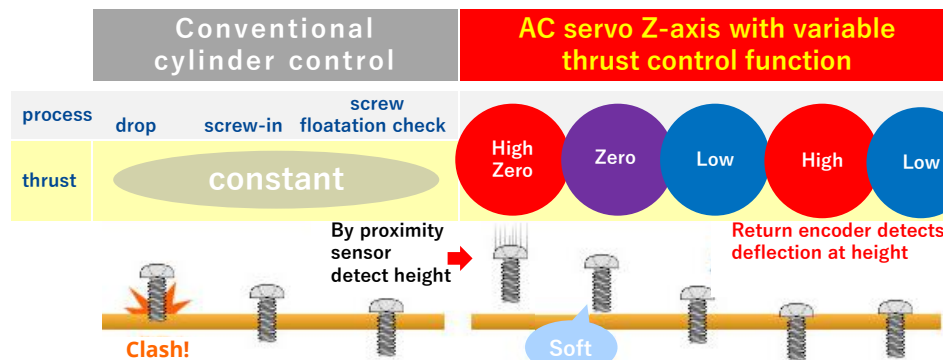 Conventional
cylinder control
AC servo Z-axis with variable
thrust control function
process
drop
screw-in
screw
floatation check
thrust
constant
High
Zero
Zero
Low
High
Low
By proximity
sensor
detect height
Return encoder detects
deflection at height
Clash!
Soft